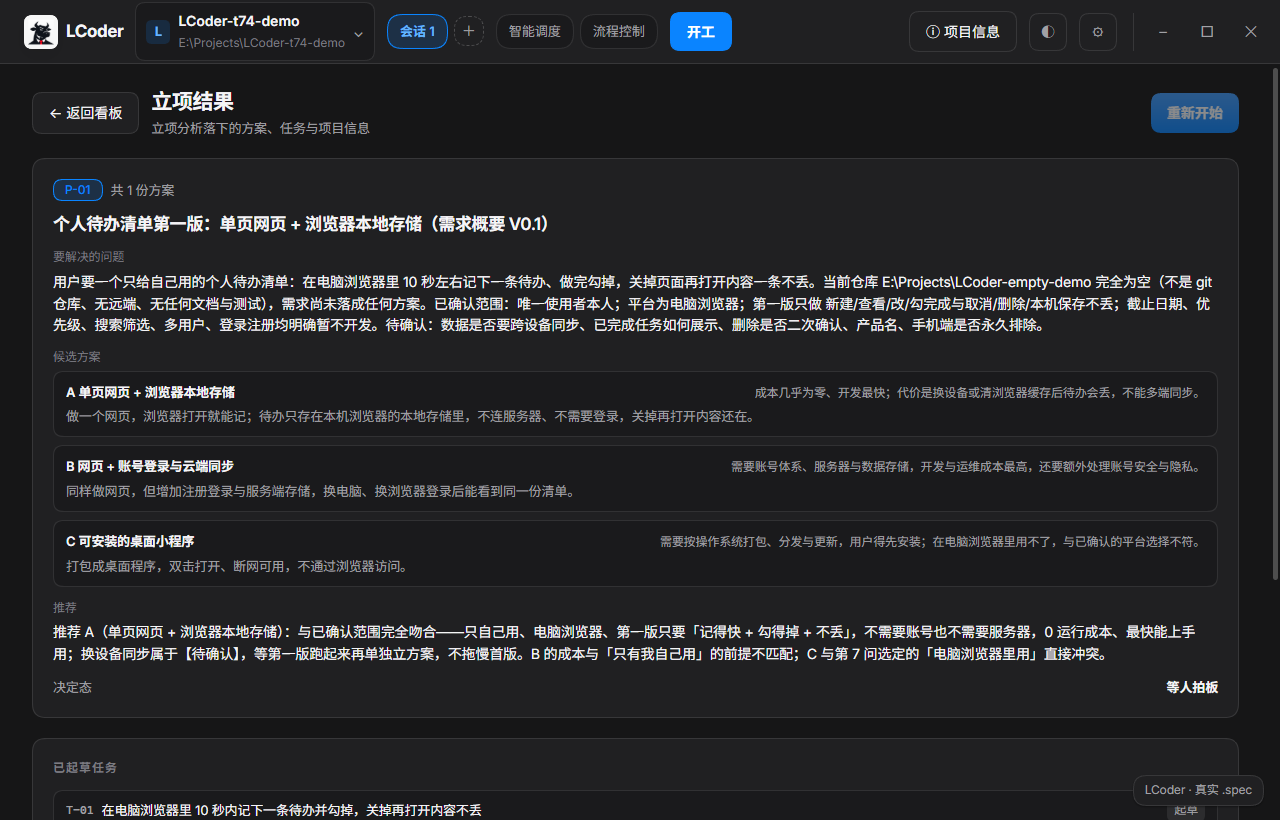 LCoder
L
LCoder-t74-demo
E:\Projects\LCoder-t74-demo
会话 1
+
智能调度
流程控制
开工
项目信息
← 返回看板
立项结果
立项分析落下的方案、任务与项目信息
重新开始
P-01
共 1 份方案
个人待办清单第一版：单页网页 + 浏览器本地存储（需求概要 V0.1）
要解决的问题
用户要一个只给自己用的个人待办清单：在电脑浏览器里 10 秒左右记下一条待办、做完勾掉，关掉页面再打开内容一条不丢。当前仓库 E:\Projects\LCoder-empty-demo 完全为空（不是 git
仓库、无远端、无任何文档与测试），需求尚未落成任何方案。已确认范围：唯一使用者本人；平台为电脑浏览器；第一版只做 新建/查看/改/勾完成与取消/删除/本机保存不丢；截止日期、优
先级、搜索筛选、多用户、登录注册均明确暂不开发。待确认：数据是否要跨设备同步、已完成任务如何展示、删除是否二次确认、产品名、手机端是否永久排除。
候选方案
A 单页网页 + 浏览器本地存储
成本几乎为零、开发最快；代价是换设备或清浏览器缓存后待办会丢，不能多端同步。
做一个网页，浏览器打开就能记；待办只存在本机浏览器的本地存储里，不连服务器、不需要登录，关掉再打开内容还在。
B 网页 + 账号登录与云端同步
需要账号体系、服务器与数据存储，开发与运维成本最高，还要额外处理账号安全与隐私。
同样做网页，但增加注册登录与服务端存储，换电脑、换浏览器登录后能看到同一份清单。
C 可安装的桌面小程序
需要按操作系统打包、分发与更新，用户得先安装；在电脑浏览器里用不了，与已确认的平台选择不符。
打包成桌面程序，双击打开、断网可用，不通过浏览器访问。
推荐
推荐 A（单页网页 + 浏览器本地存储）：与已确认范围完全吻合——只自己用、电脑浏览器、第一版只要「记得快 + 勾得掉 + 不丢」，不需要账号也不需要服务器，0 运行成本、最快能上手
用；换设备同步属于【待确认】，等第一版跑起来再单独立方案，不拖慢首版。B 的成本与「只有我自己用」的前提不匹配；C 与第 7 问选定的「电脑浏览器里用」直接冲突。
决定态
等人拍板
已起草任务
T-01 在电脑浏览器里 10 秒内记下一条待办并勾掉，关掉再打开内容不丢
起草
LCoder · 真实 .spec